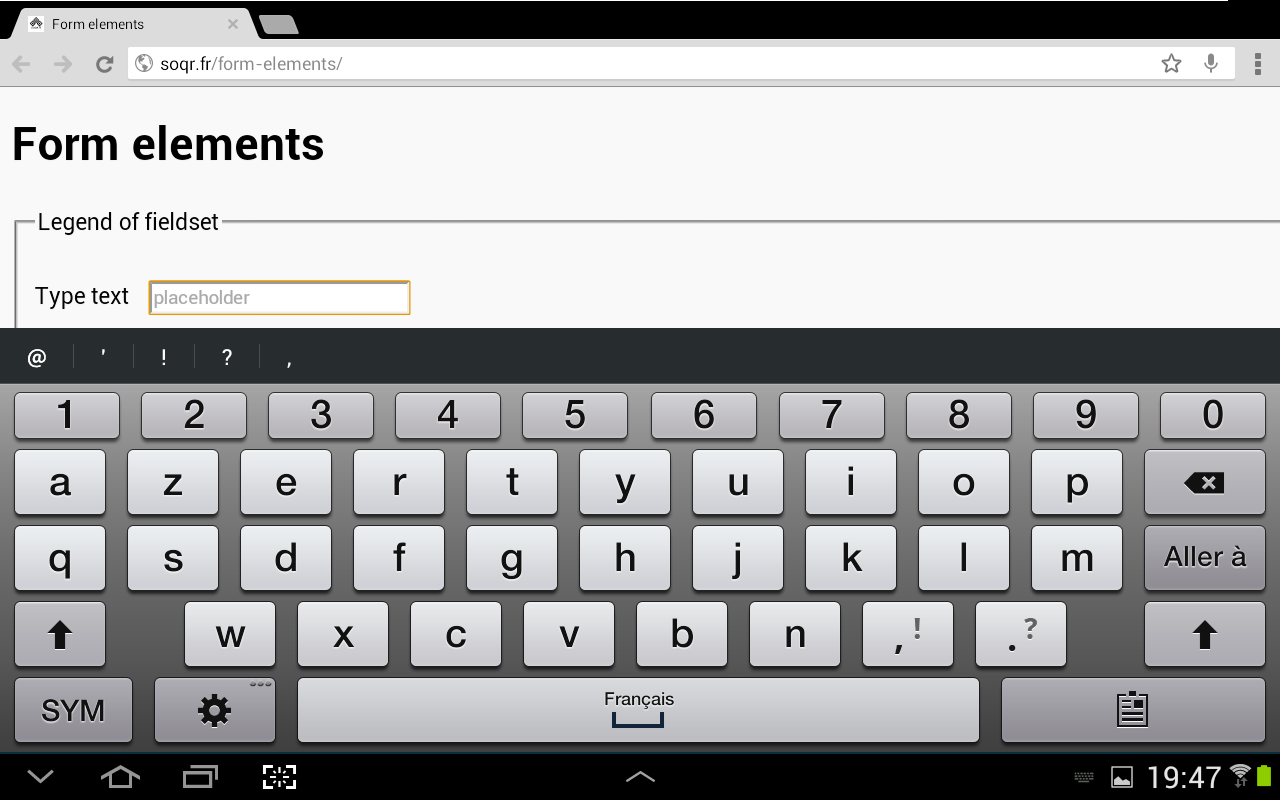 Form elements
soqr.fr/form-elements/
Form elements
Legend of fieldset
Type text placeholder
@ ' ! ? ,
1 2 3 4 5 6 7 8 9 0
a z e r t y u i o p
q s d f g h j k l m Aller à
w x c v b n , ! . ?
SYM Français
19:47